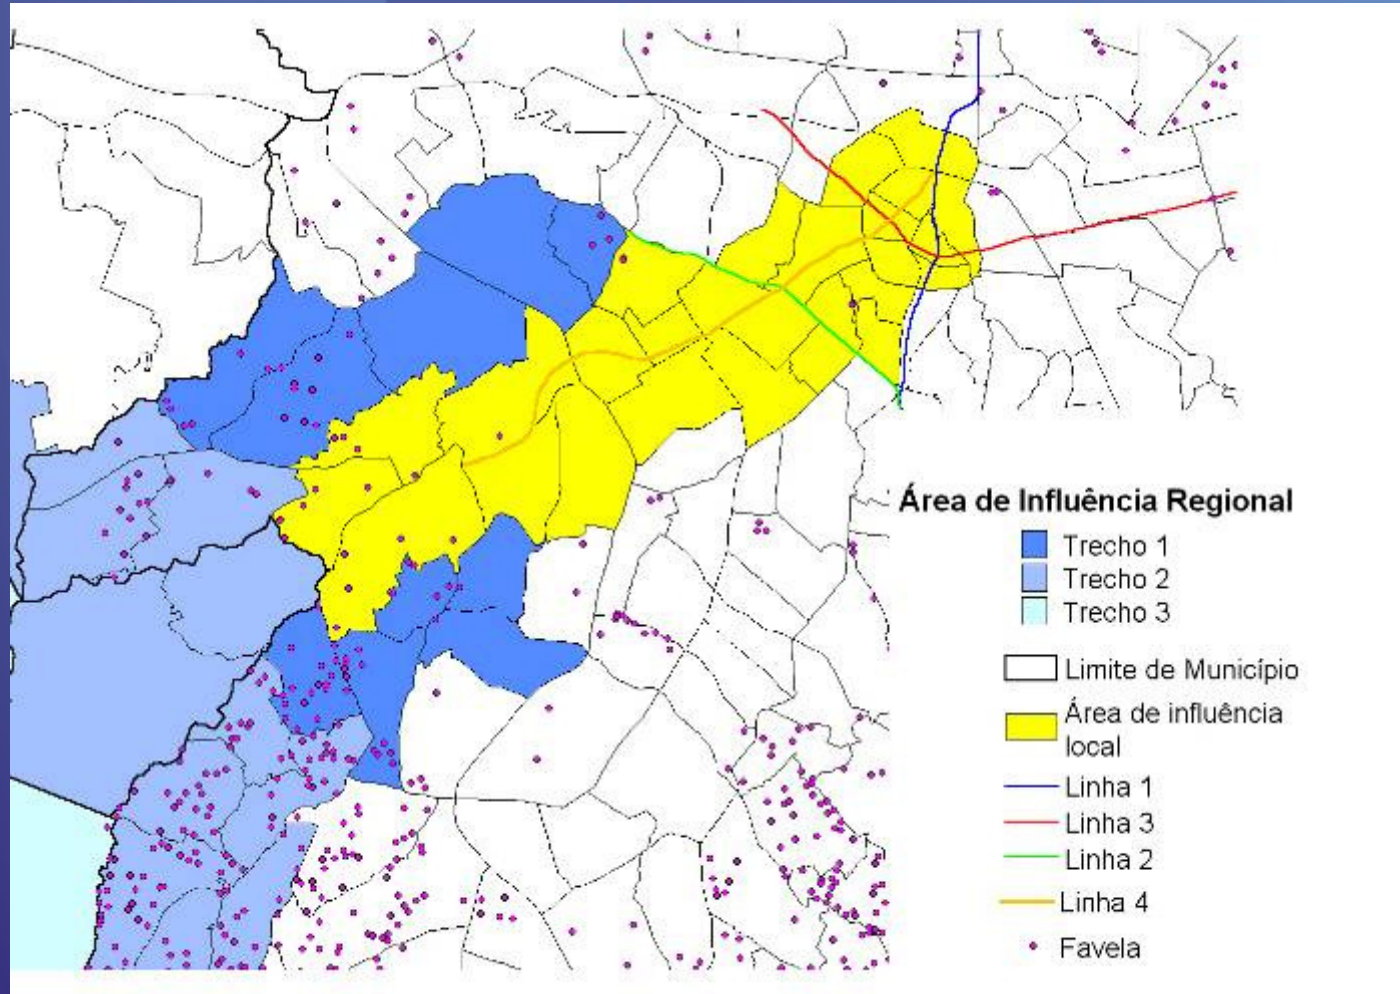 Área de Influência Regional
Trecho 1
Trecho 2
Trecho 3
Limite de Município
Área de influência
local
Linha 1
Linha 3
Linha 2
Linha 4
Favela